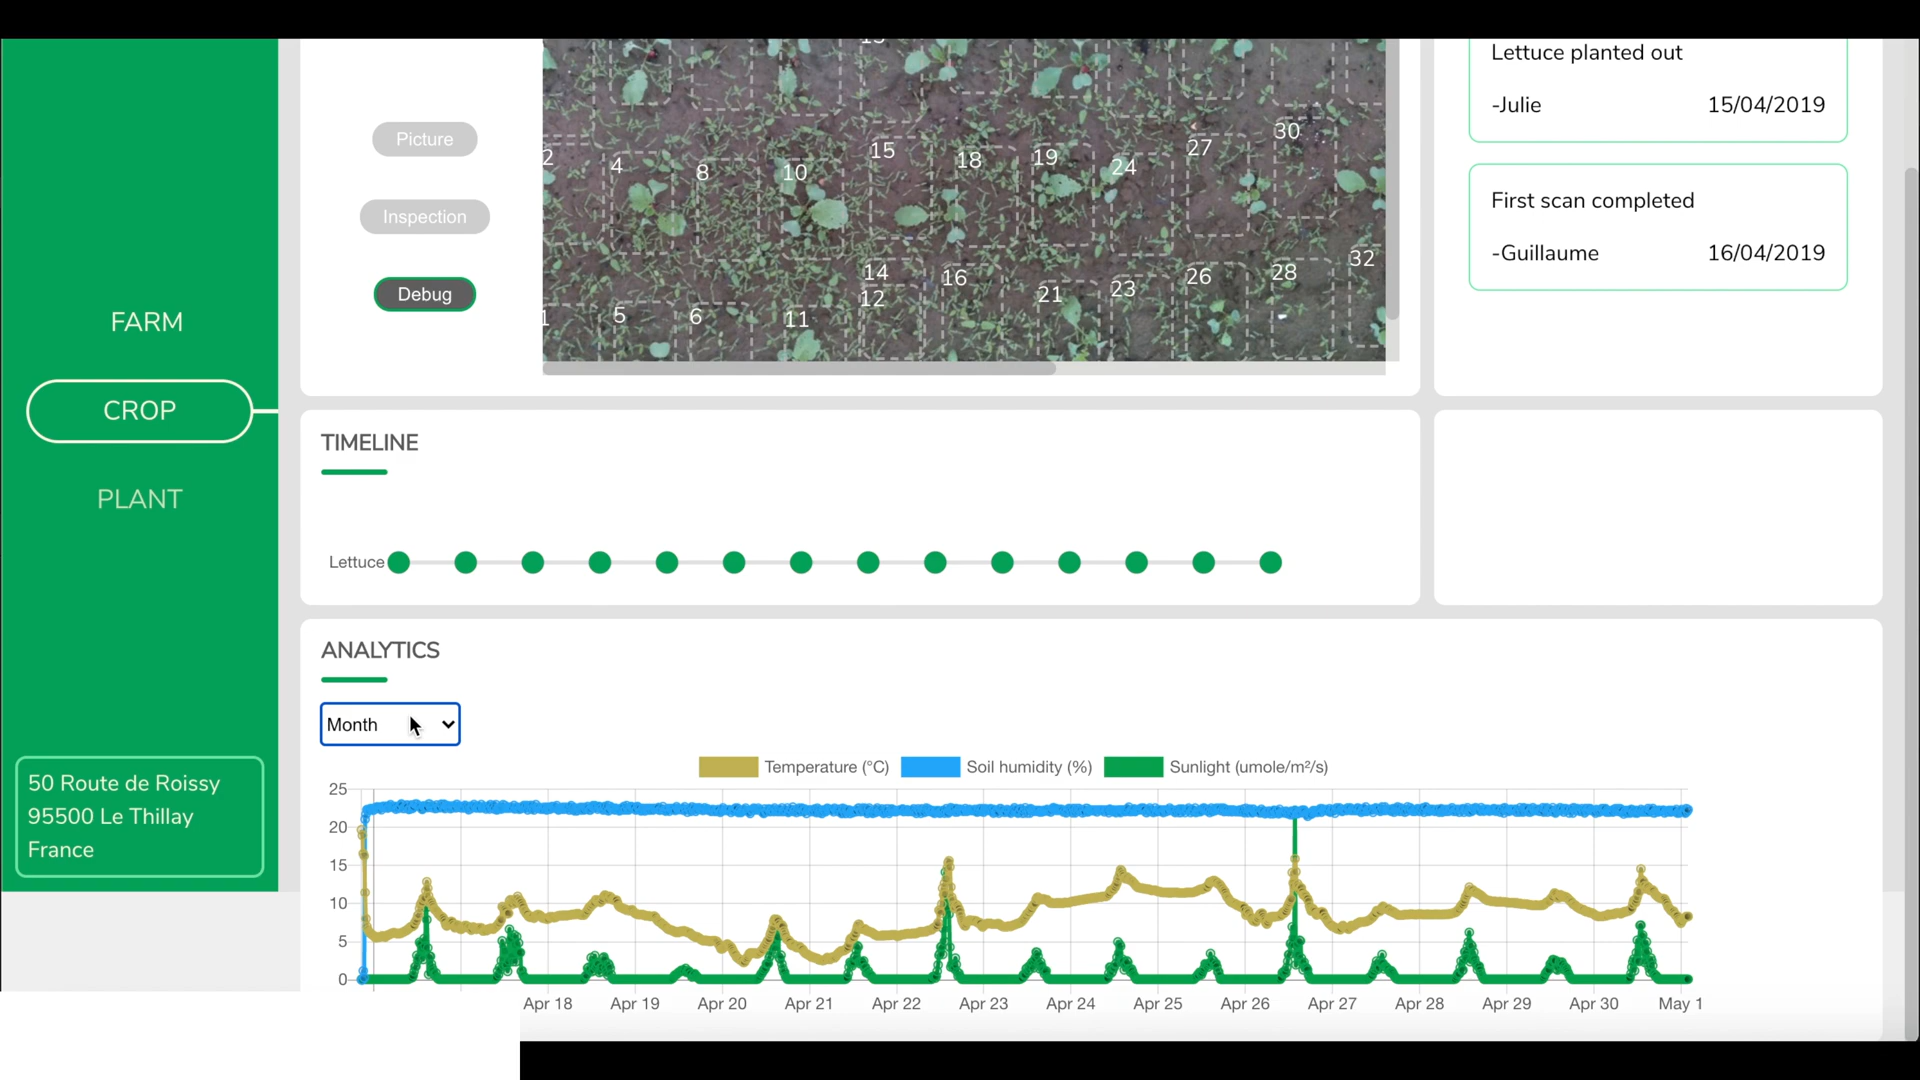 FARM
CROP
PLANT
50 Route de Roissy
95500 Le Thillay
France
Picture
Inspection
Debug
2
4
8
10
15
18
19
24
27
30
1
5
6
11
14
12
16
21
23
26
28
32
Lettuce planted out
-Julie 15/04/2019
First scan completed
-Guillaume 16/04/2019
TIMELINE
Lettuce
ANALYTICS
Month
Temperature (°C) Soil humidity (%) Sunlight (umole/m²/s)
25
20
15
10
5
0
Apr 18 Apr 19 Apr 20 Apr 21 Apr 22 Apr 23 Apr 24 Apr 25 Apr 26 Apr 27 Apr 28 Apr 29 Apr 30 May 1